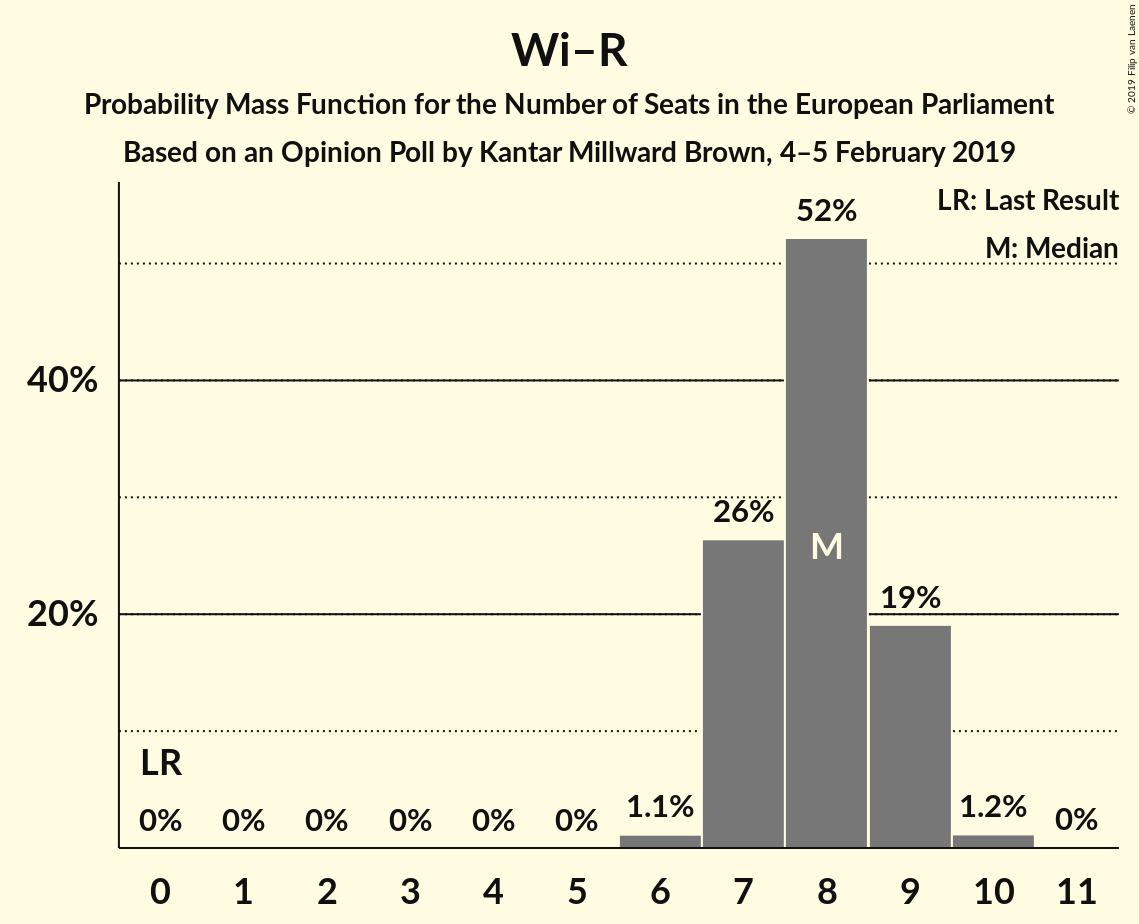 Wi–R
Probability Mass Function for the Number of Seats in the European Parliament
Based on an Opinion Poll by Kantar Millward Brown, 4–5 February 2019
© 2019 Filip van Laenen
LR: Last Result
M: Median
52%
40%
26%
M
19%
20%
LR
0% 0% 0% 0% 0% 0% 1.1% 1.2% 0%
0 1 2 3 4 5 6 7 8 9 10 11